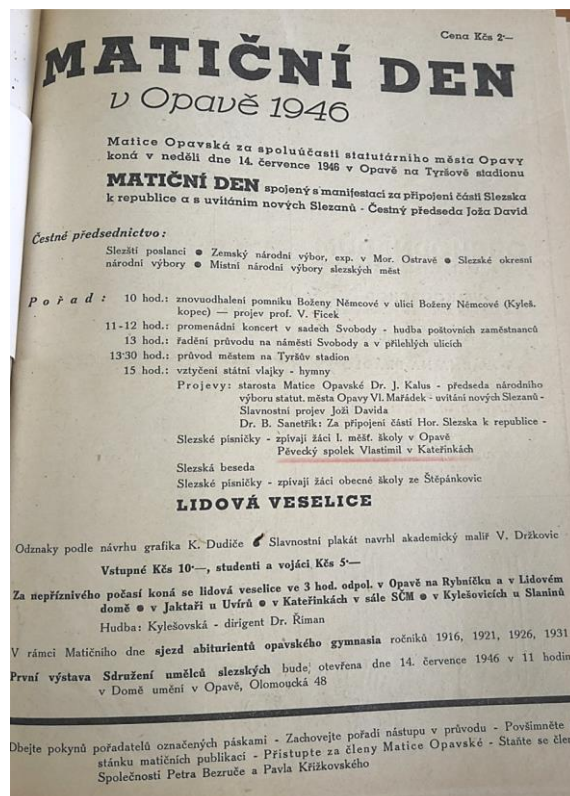 Cena Kčs 2·—
MATIČNÍ DEN
v Opavě 1946
Matice Opavská za spoluúčasti statutárního města Opavy
koná v neděli dne 14. července 1946 v Opavě na Tyršově stadionu
MATIČNÍ DEN spojený s manifestací za připojení části Slezska
k republice a s uvítáním nových Slezanů - Čestný předseda Joža David
Čestné předsednictvo:
Slezští poslanci ● Zemský národní výbor, exp. v Mor. Ostravě ● Slezské okresní
národní výbory ● Místní národní výbory slezských měst
Pořad: 10 hod.: znovuodhalení pomníku Boženy Němcové v ulici Boženy Němcové (Kyleš.
kopec) — projev prof. V. Ficek
11-12 hod.: promenádní koncert v sadech Svobody - hudba poštovních zaměstnanců
13 hod.: řadění průvodu na náměstí Svobody a v přilehlých ulicích
13·30 hod.: průvod městem na Tyršův stadion
15 hod.: vztyčení státní vlajky - hymny
Projevy: starosta Matice Opavské Dr. J. Kalus - předseda národního
výboru statut. města Opavy Vl. Mařádek - uvítání nových Slezanů -
Slavnostní projev Joži Davida
Dr. B. Sanetřík: Za připojení části Hor. Slezska k republice -
Slezské písničky - zpívají žáci I. měšť. školy v Opavě
Pěvecký spolek Vlastimil v Kateřinkách
Slezská beseda
Slezské písničky - zpívají žáci obecné školy ze Štěpánkovic
LIDOVÁ VESELICE
Odznaky podle návrhu grafika K. Dudiče Slavnostní plakát navrhl akademický malíř V. Držkovic
Vstupné Kčs 10·—, studenti a vojáci Kčs 5·—
Za nepříznivého počasí koná se lidová veselice ve 3 hod. odpol. v Opavě na Rybníčku a v Lidovém
domě ● v Jaktaři u Uvírů ● v Kateřinkách v sále SČM ● v Kylešovicích u Slaninů
Hudba: Kylešovská - dirigent Dr. Říman
V rámci Matičního dne sjezd abiturientů opavského gymnasia ročníků 1916, 1921, 1926, 1931
První výstava Sdružení umělců slezských bude otevřena dne 14. července 1946 v 11 hodin
v Domě umění v Opavě, Olomoucká 48
Dbejte pokynů pořadatelů označených páskami - Zachovejte pořadí nástupu v průvodu - Povšimněte
stánku matičních publikací - Přistupte za členy Matice Opavské - Staňte se člen
Společnosti Petra Bezruče a Pavla Křížkovského